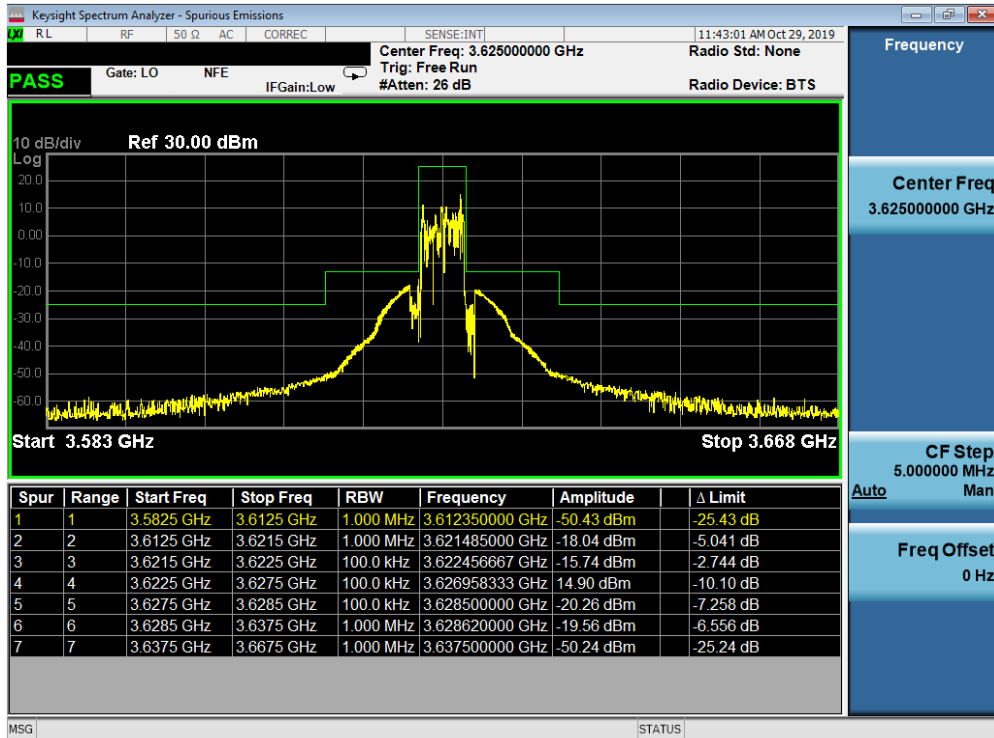 Keysight Spectrum Analyzer - Spurious Emissions
LXI RL RF 50 Ω AC CORREC SENSE:INT 11:43:01 AM Oct 29, 2019
Center Freq: 3.625000000 GHz Radio Std: None
PASS Gate: LO NFE Trig: Free Run
IFGain:Low #Atten: 26 dB Radio Device: BTS
10 dB/div Ref 30.00 dBm
Log
20.0
10.0
0.00
-10.0
-20.0
-30.0
-40.0
-50.0
-60.0
Start 3.583 GHz Stop 3.668 GHz
Spur Range Start Freq Stop Freq RBW Frequency Amplitude Δ Limit
1 1 3.5825 GHz 3.6125 GHz 1.000 MHz 3.612350000 GHz -50.43 dBm -25.43 dB
2 2 3.6125 GHz 3.6215 GHz 1.000 MHz 3.621485000 GHz -18.04 dBm -5.041 dB
3 3 3.6215 GHz 3.6225 GHz 100.0 kHz 3.622456667 GHz -15.74 dBm -2.744 dB
4 4 3.6225 GHz 3.6275 GHz 100.0 kHz 3.626958333 GHz 14.90 dBm -10.10 dB
5 5 3.6275 GHz 3.6285 GHz 100.0 kHz 3.628500000 GHz -20.26 dBm -7.258 dB
6 6 3.6285 GHz 3.6375 GHz 1.000 MHz 3.628620000 GHz -19.56 dBm -6.556 dB
7 7 3.6375 GHz 3.6675 GHz 1.000 MHz 3.637500000 GHz -50.24 dBm -25.24 dB
MSG STATUS
Frequency
Center Freq
3.625000000 GHz
CF Step
5.000000 MHz
Auto Man
Freq Offset
0 Hz